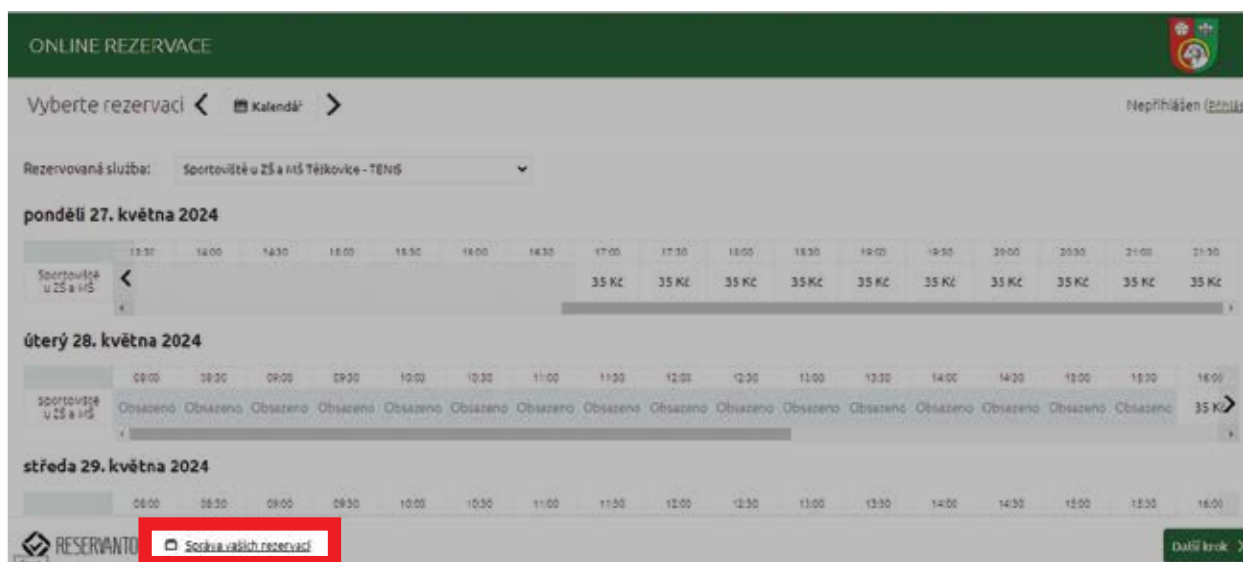 ONLINE REZERVACE
Vyberte rezervaci Kalendář Nepřihlášen
Rezervovaná služba: Sportoviště u ZŠ a MŠ Těškovice - TENIS
pondělí 27. května 2024
13:30 14:00 14:30 15:00 15:30 16:00 16:30 17:00 17:30 18:00 18:30 19:00 19:30 20:00 20:30 21:00 21:30
Sportoviště 35 Kč 35 Kč 35 Kč 35 Kč 35 Kč 35 Kč 35 Kč 35 Kč 35 Kč 35 Kč
u ZŠ a MŠ
úterý 28. května 2024
08:00 08:30 09:00 09:30 10:00 10:30 11:00 11:30 12:00 12:30 13:00 13:30 14:00 14:30 15:00 15:30 16:00
Sportoviště Obsazeno Obsazeno Obsazeno Obsazeno Obsazeno Obsazeno Obsazeno Obsazeno Obsazeno Obsazeno Obsazeno Obsazeno Obsazeno Obsazeno Obsazeno Obsazeno 35 Kč
u ZŠ a MŠ
středa 29. května 2024
08:00 08:30 09:00 09:30 10:00 10:30 11:00 11:30 12:00 12:30 13:00 13:30 14:00 14:30 15:00 15:30 16:00
RESERVANTO Správa vašich rezervací Další krok